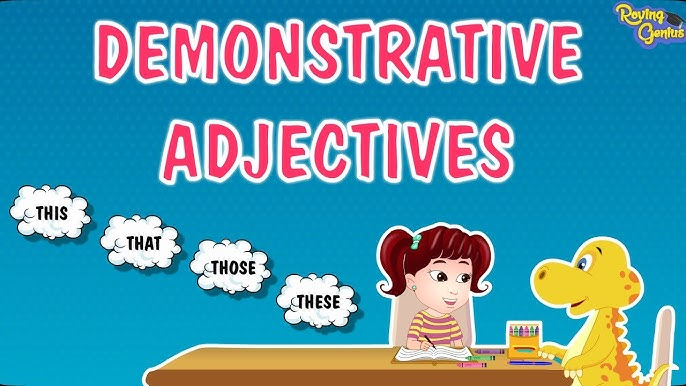 Roving
Genius
DEMONSTRATIVE
ADJECTIVES
THIS
THAT
THOSE
THESE